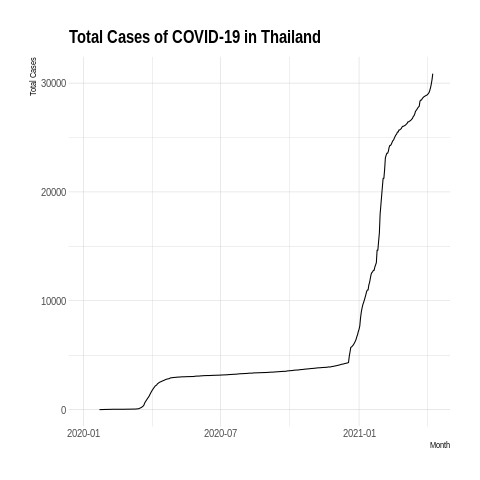 Total Cases of COVID-19 in Thailand
Total Cases
30000
20000
10000
0
2020-01
2020-07
2021-01
Month